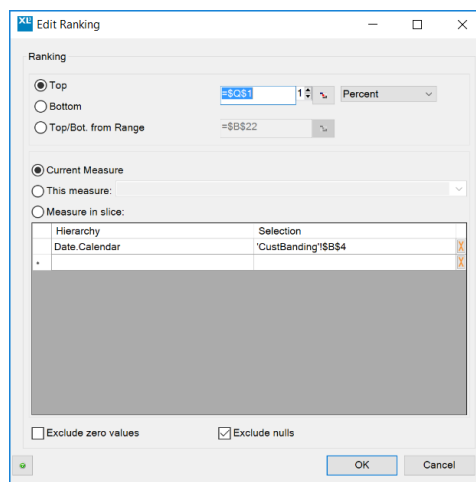 XL Edit Ranking
Ranking
Top =$Q$1 1 Percent
Bottom
Top/Bot. from Range =$B$22
Current Measure
This measure:
Measure in slice:
Hierarchy Selection
Date.Calendar 'CustBanding'!$B$4
*
Exclude zero values Exclude nulls
OK Cancel